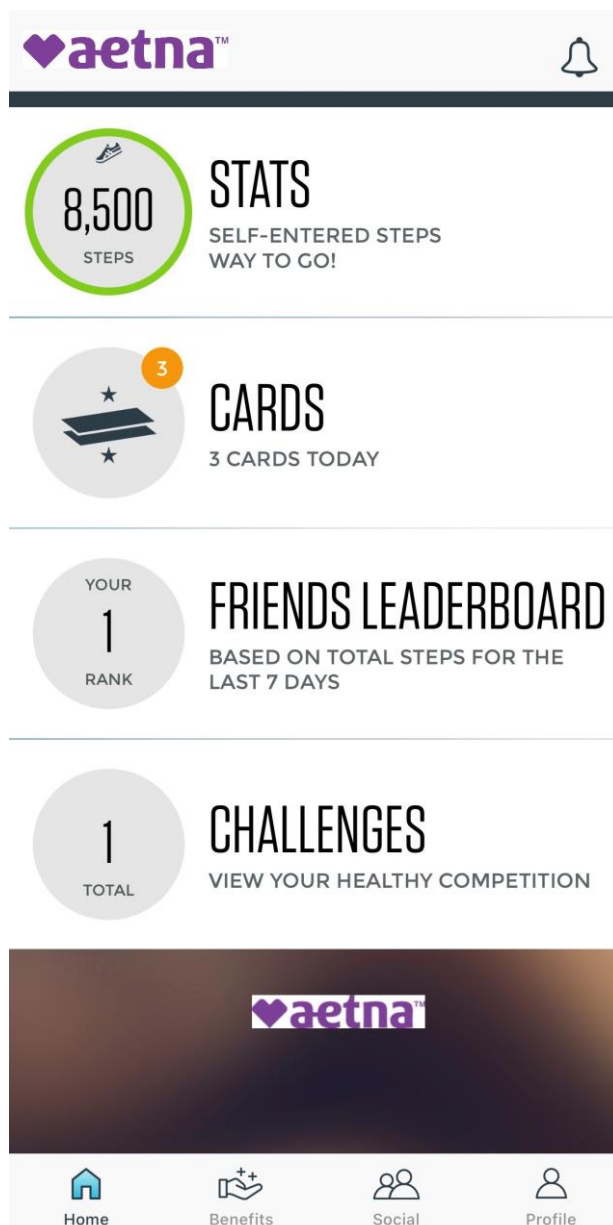 aetna™
8,500
STEPS
STATS
SELF-ENTERED STEPS
WAY TO GO!
3
CARDS
3 CARDS TODAY
YOUR
1
RANK
FRIENDS LEADERBOARD
BASED ON TOTAL STEPS FOR THE
LAST 7 DAYS
1
TOTAL
CHALLENGES
VIEW YOUR HEALTHY COMPETITION
aetna™
Home
Benefits
Social
Profile